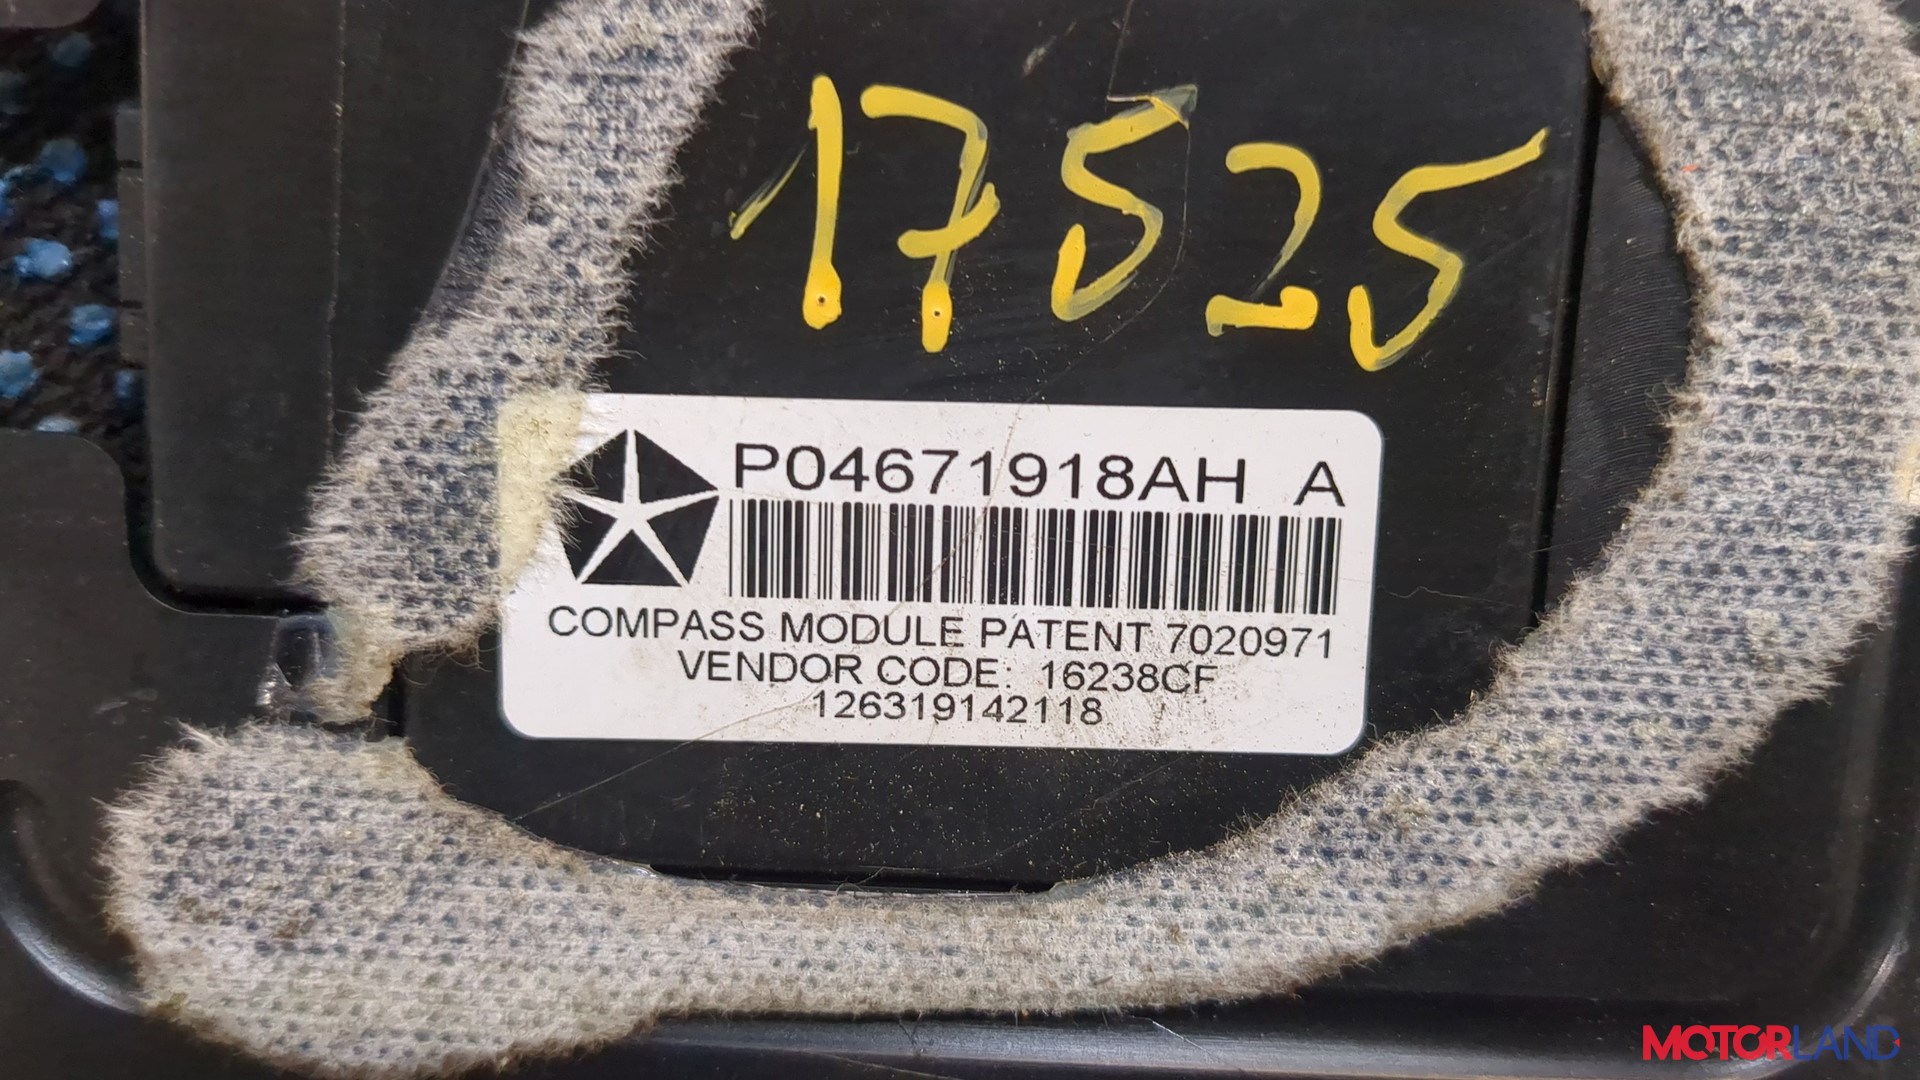 17525
P04671918AH A
COMPASS MODULE PATENT 7020971
VENDOR CODE: 16238CF
126319142118
MOTORLAND